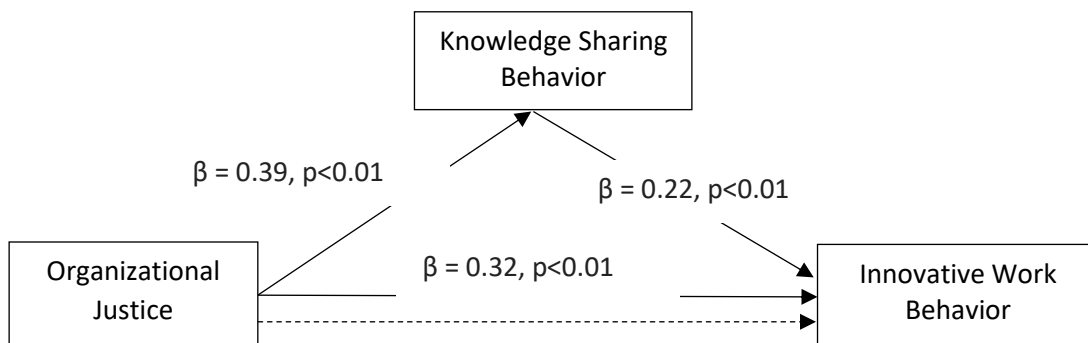 Knowledge Sharing
Behavior
β = 0.39, p<0.01
β = 0.22, p<0.01
β = 0.32, p<0.01
Organizational
Justice
Innovative Work
Behavior